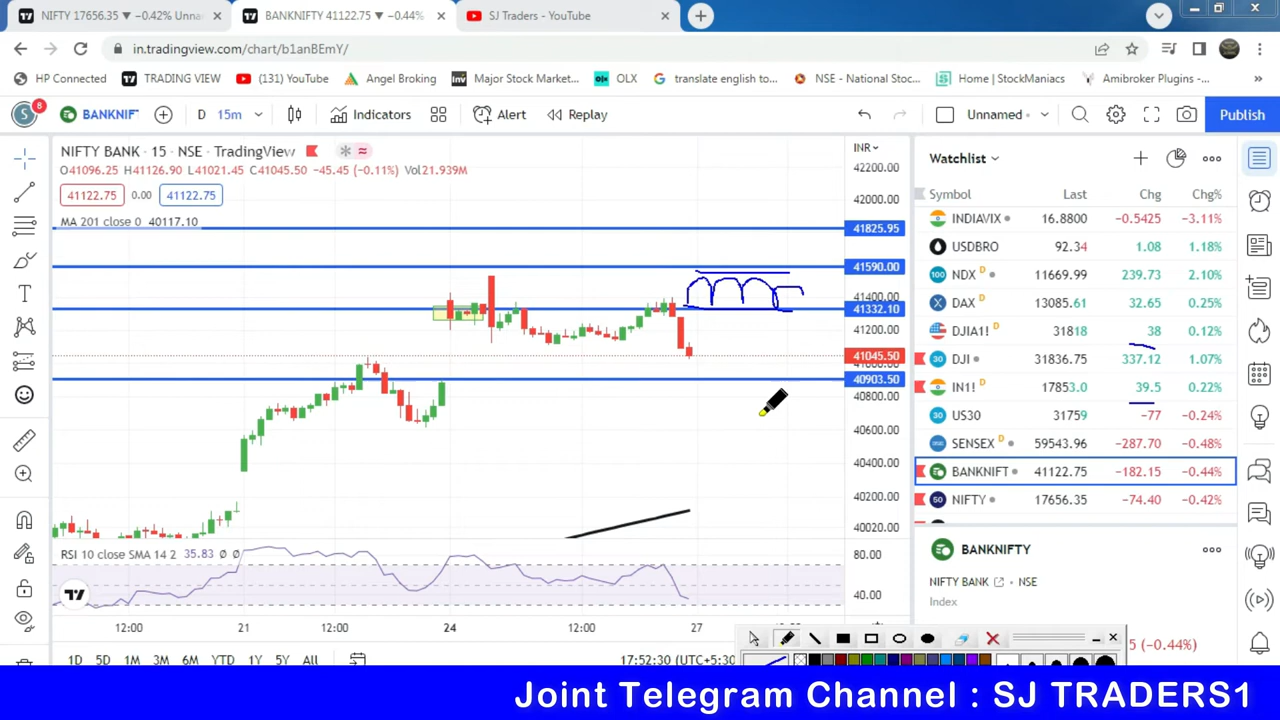 NIFTY 17656.35 ▼ −0.42% Unna
BANKNIFTY 41122.75 ▼ −0.44%
SJ Traders - YouTube
in.tradingview.com/chart/b1anBEmY/
HP Connected
TRADING VIEW
(131) YouTube
Angel Broking
Major Stock Market...
OLX
translate english to...
NSE - National Stoc...
Home | StockManiacs
Amibroker Plugins -...
S
8
BANKNIF
D
15m
Indicators
Alert
Replay
Unnamed
Publish
NIFTY BANK · 15 · NSE · TradingView
O41096.25 H41126.90 L41021.45 C41045.50 −45.45 (−0.11%) Vol21.939M
41122.75
0.00
41122.75
MA 201 close 0 40117.10
INR
42200.00
42000.00
41825.95
41590.00
41400.00
41332.10
41200.00
41045.50
40903.50
40800.00
40600.00
40400.00
40200.00
40020.00
RSI 10 close SMA 14 2 35.83 Ø Ø
80.00
40.00
12:00
21
12:00
24
12:00
27
1D 5D 1M 3M 6M YTD 1Y 5Y All
17:52:30 (UTC+5:30
Watchlist
Symbol Last Chg Chg%
INDIAVIX 16.8800 −0.5425 −3.11%
USDBRO 92.34 1.08 1.18%
NDX D 11669.99 239.73 2.10%
DAX D 13085.61 32.65 0.25%
DJIA1! D 31818 38 0.12%
DJI 31836.75 337.12 1.07%
IN1! D 17853.0 39.5 0.22%
US30 31759 −77 −0.24%
SENSEX D 59543.96 −287.70 −0.48%
BANKNIFT 41122.75 −182.15 −0.44%
NIFTY 17656.35 −74.40 −0.42%
BANKNIFTY
NIFTY BANK NSE
Index
5 (−0.44%)
Joint Telegram Channel : SJ TRADERS1